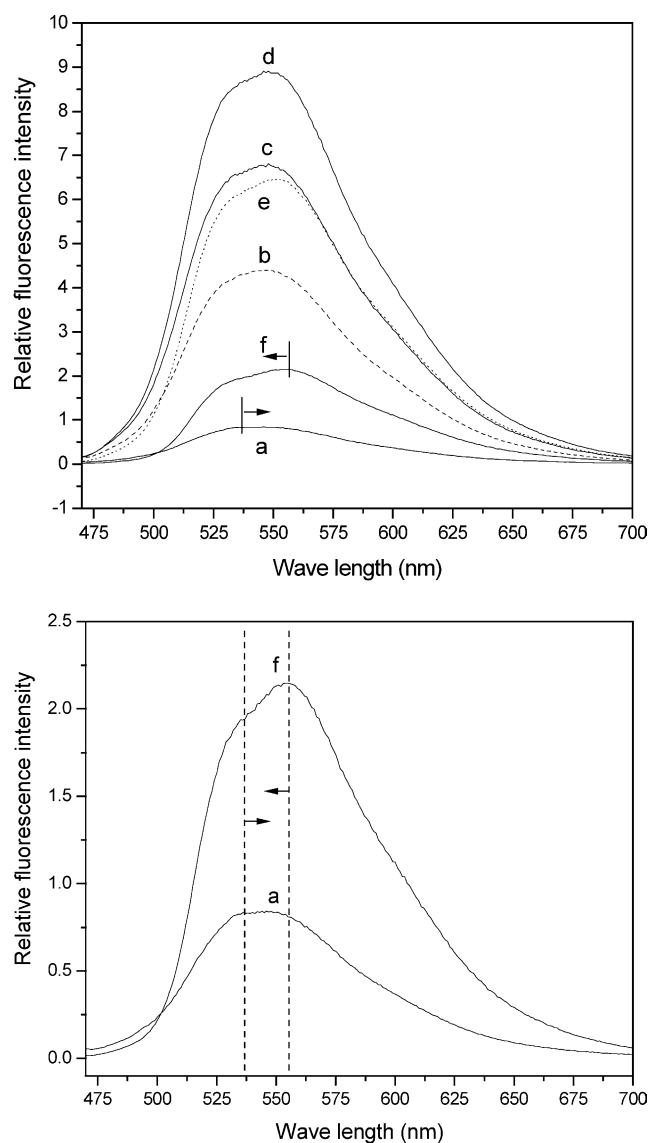 10
9
8
7
6
5
4
3
2
1
0
-1
Relative fluorescence intensity
d
c
e
b
f
a
475 500 525 550 575 600 625 650 675 700
Wave length (nm)
2.5
2.0
1.5
1.0
0.5
0.0
Relative fluorescence intensity
f
a
475 500 525 550 575 600 625 650 675 700
Wave length (nm)